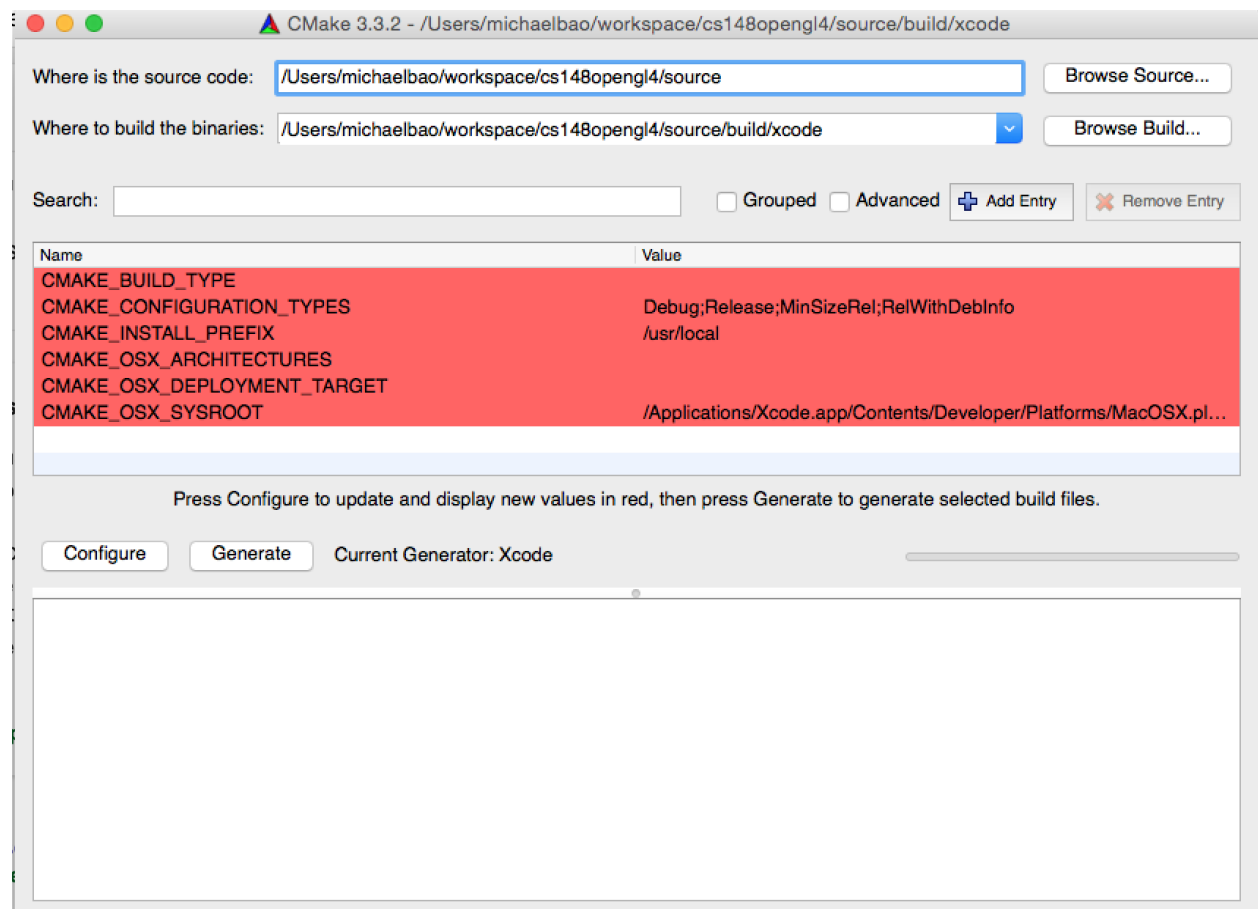 CMake 3.3.2 - /Users/michaelbao/workspace/cs148opengl4/source/build/xcode
Where is the source code: /Users/michaelbao/workspace/cs148opengl4/source Browse Source...
Where to build the binaries: /Users/michaelbao/workspace/cs148opengl4/source/build/xcode Browse Build...
Search: Grouped Advanced Add Entry Remove Entry
Name Value
CMAKE_BUILD_TYPE
CMAKE_CONFIGURATION_TYPES Debug;Release;MinSizeRel;RelWithDebInfo
CMAKE_INSTALL_PREFIX /usr/local
CMAKE_OSX_ARCHITECTURES
CMAKE_OSX_DEPLOYMENT_TARGET
CMAKE_OSX_SYSROOT /Applications/Xcode.app/Contents/Developer/Platforms/MacOSX.pl...
Press Configure to update and display new values in red, then press Generate to generate selected build files.
Configure Generate Current Generator: Xcode